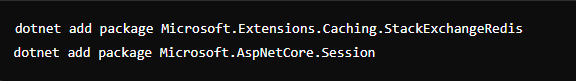 dotnet add package Microsoft.Extensions.Caching.StackExchangeRedis
dotnet add package Microsoft.AspNetCore.Session